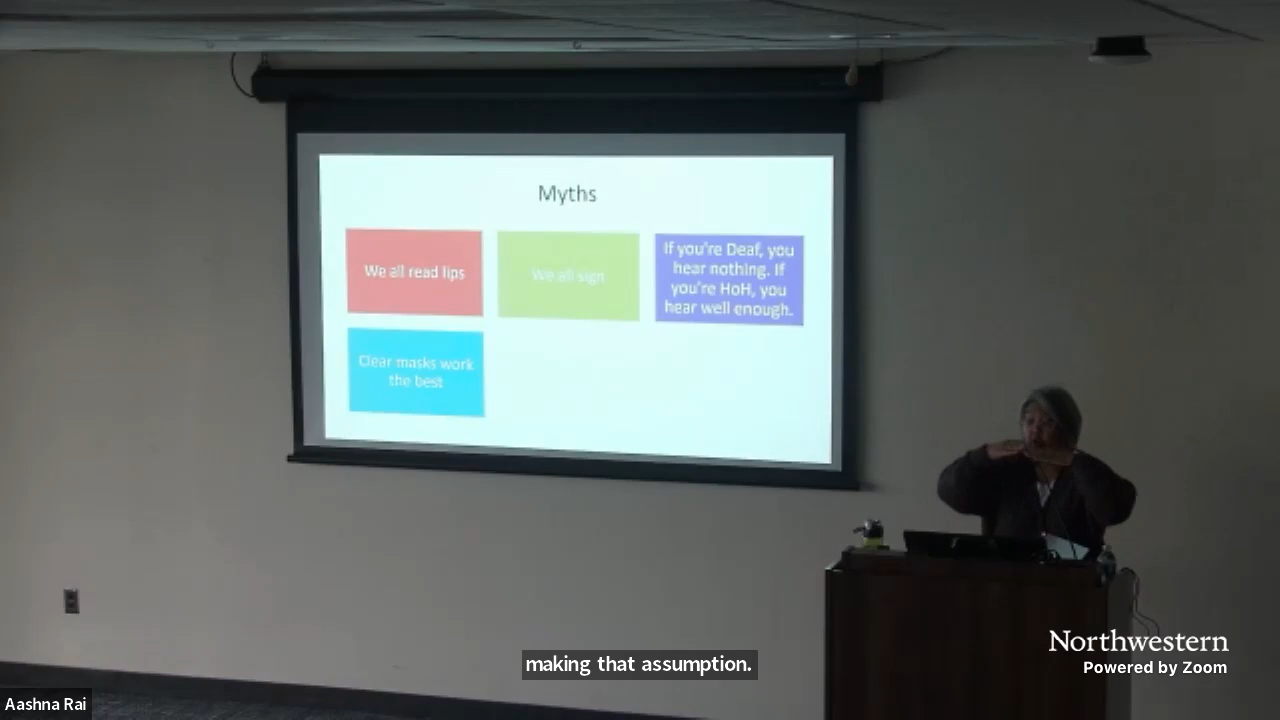 Myths
We all read lips
We all sign
If you're Deaf, you
hear nothing. If
you're HoH, you
hear well enough.
Clear masks work
the best
making that assumption.
Northwestern
Powered by Zoom
Aashna Rai